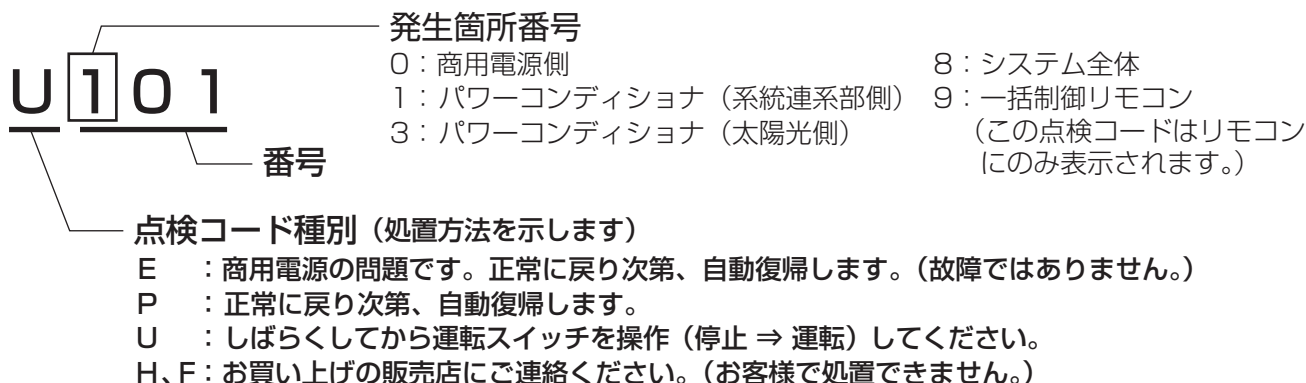 発生箇所番号
U101
0：商用電源側
1：パワーコンディショナ（系統連系部側）
3：パワーコンディショナ（太陽光側）
8：システム全体
9：一括制御リモコン
（この点検コードはリモコン
にのみ表示されます。）
番号
点検コード種別（処置方法を示します）
E ：商用電源の問題です。正常に戻り次第、自動復帰します。（故障ではありません。）
P ：正常に戻り次第、自動復帰します。
U ：しばらくしてから運転スイッチを操作（停止 ⇒ 運転）してください。
H、F：お買い上げの販売店にご連絡ください。（お客様で処置できません。）